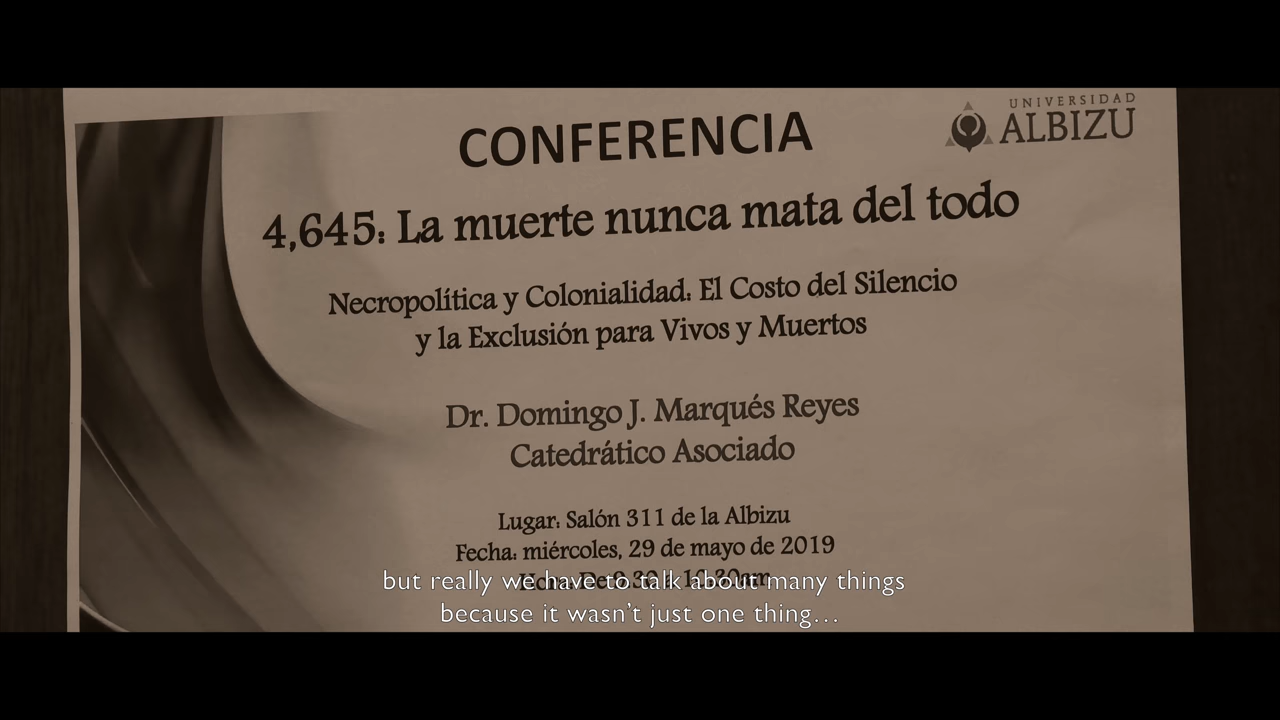 UNIVERSIDAD
ALBIZU
CONFERENCIA
4,645: La muerte nunca mata del todo
Necropolítica y Colonialidad: El Costo del Silencio
y la Exclusión para Vivos y Muertos
Dr. Domingo J. Marqués Reyes
Catedrático Asociado
Lugar: Salón 311 de la Albizu
Fecha: miércoles, 29 de mayo de 2019
but really we have to talk about many things
because it wasn't just one thing...